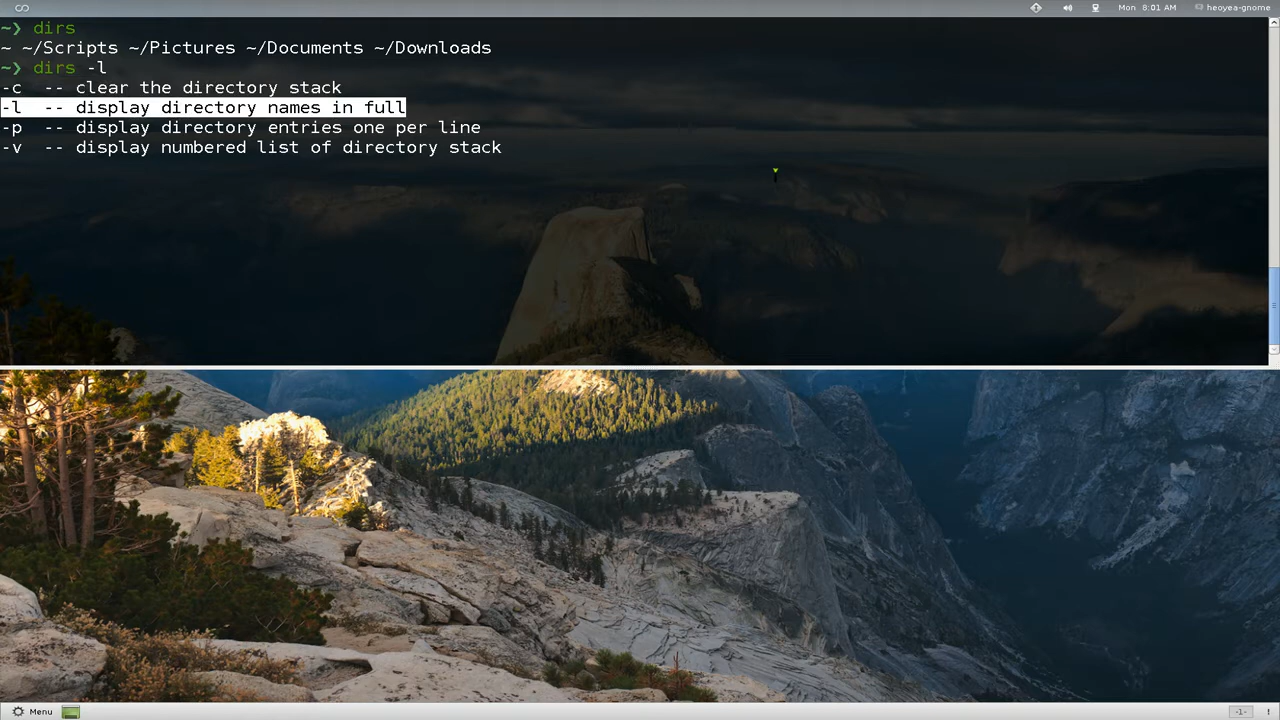 Mon 8:01 AM heoyea-gnome
~❯ dirs
~ ~/Scripts ~/Pictures ~/Documents ~/Downloads
~❯ dirs -l
-c -- clear the directory stack
-l -- display directory names in full
-p -- display directory entries one per line
-v -- display numbered list of directory stack
Menu -1- !